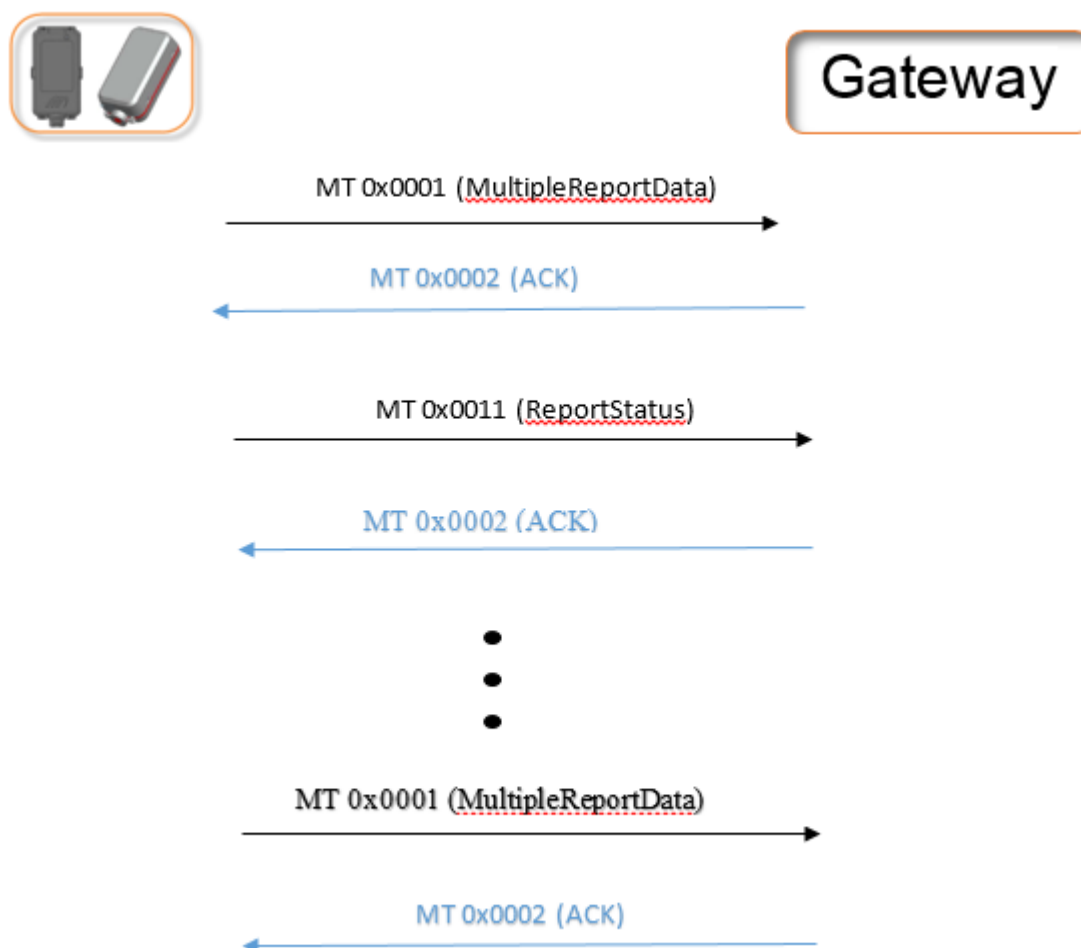 Gateway
MT 0x0001 (MultipleReportData)
MT 0x0002 (ACK)
MT 0x0011 (ReportStatus)
MT 0x0002 (ACK)
MT 0x0001 (MultipleReportData)
MT 0x0002 (ACK)